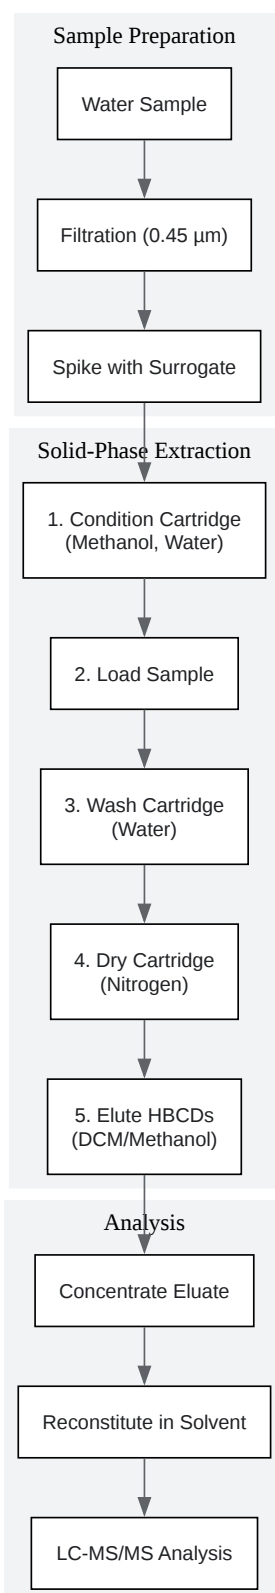 Sample Preparation
Water Sample
Filtration (0.45 µm)
Spike with Surrogate
Solid-Phase Extraction
1. Condition Cartridge
(Methanol, Water)
2. Load Sample
3. Wash Cartridge
(Water)
4. Dry Cartridge
(Nitrogen)
5. Elute HBCDs
(DCM/Methanol)
Analysis
Concentrate Eluate
Reconstitute in Solvent
LC-MS/MS Analysis